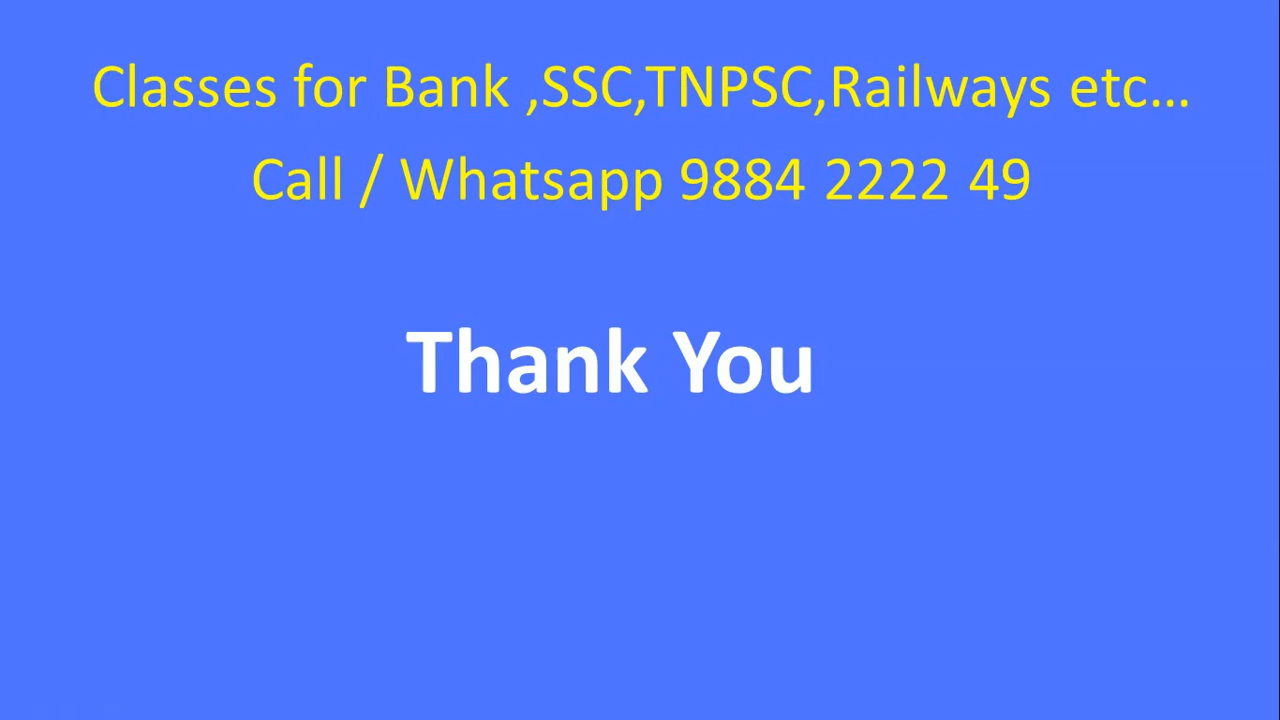 Classes for Bank ,SSC,TNPSC,Railways etc...
Call / Whatsapp 9884 2222 49
Thank You